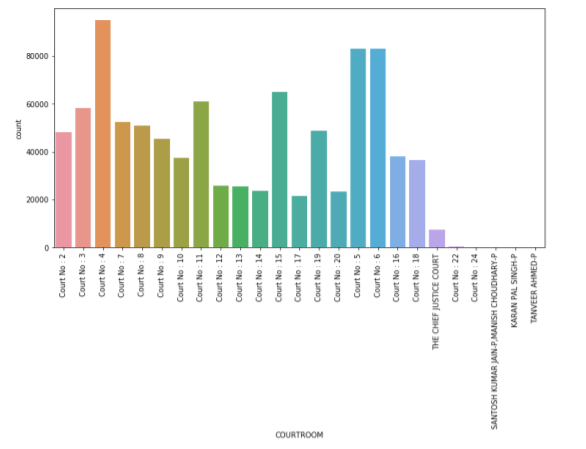 80000
60000
40000
20000
0
count
Court No : 2
Court No : 3
Court No : 4
Court No : 7
Court No : 8
Court No : 9
Court No : 10
Court No : 11
Court No : 12
Court No : 13
Court No : 14
Court No : 15
Court No : 17
Court No : 19
Court No : 20
Court No : 5
Court No : 6
Court No : 16
Court No : 18
THE CHIEF JUSTICE COURT
Court No : 22
Court No : 24
SANTOSH KUMAR JAIN-P,MANISH CHOUDHARY-P
KARAN PAL SINGH-P
TANVEER AHMED-P
COURTROOM